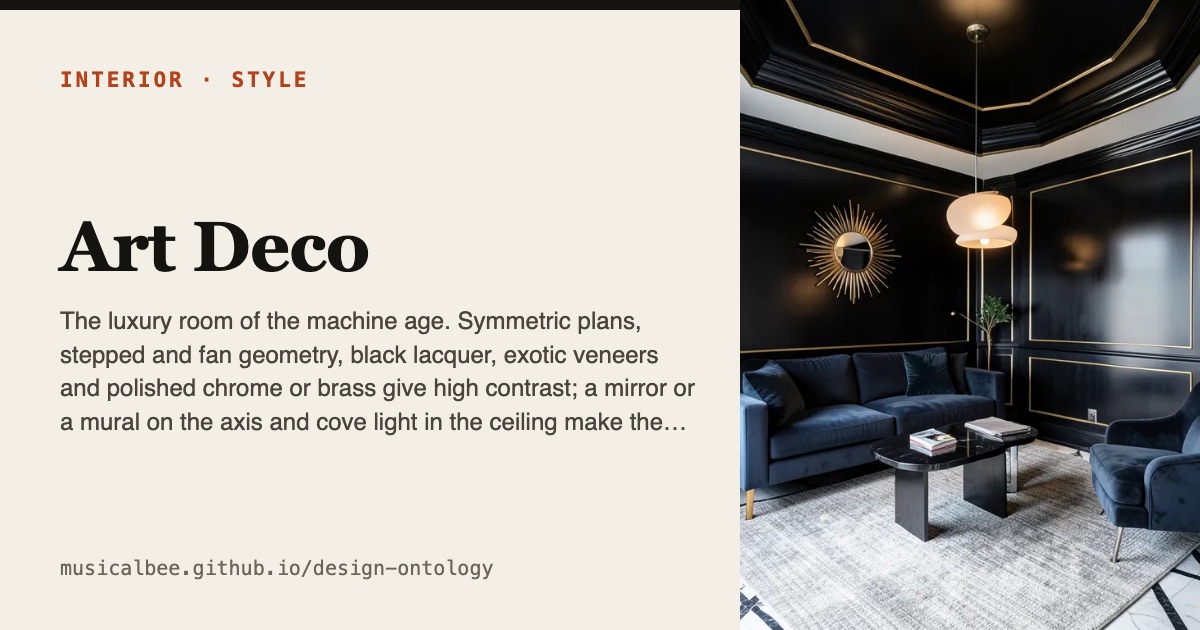 INTERIOR · STYLE
Art Deco
The luxury room of the machine age. Symmetric plans,
stepped and fan geometry, black lacquer, exotic veneers
and polished chrome or brass give high contrast; a mirror or
a mural on the axis and cove light in the ceiling make the…
musicalbee.github.io/design-ontology